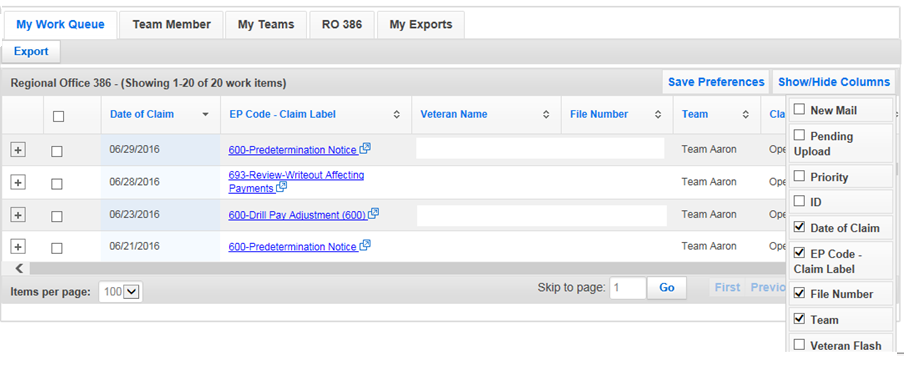 My Work Queue Team Member My Teams RO 386 My Exports
Export
Regional Office 386 - (Showing 1-20 of 20 work items) Save Preferences Show/Hide Columns
Date of Claim EP Code - Claim Label Veteran Name File Number Team Cla
06/29/2016 600-Predetermination Notice Team Aaron Ope
06/28/2016 693-Review-Writeout Affecting
Payments Team Aaron Ope
06/23/2016 600-Drill Pay Adjustment (600) Team Aaron Ope
06/21/2016 600-Predetermination Notice Team Aaron Ope
Items per page: 100 Skip to page: 1 Go First Previo
New Mail
Pending
Upload
Priority
ID
Date of Claim
EP Code -
Claim Label
File Number
Team
Veteran Flash